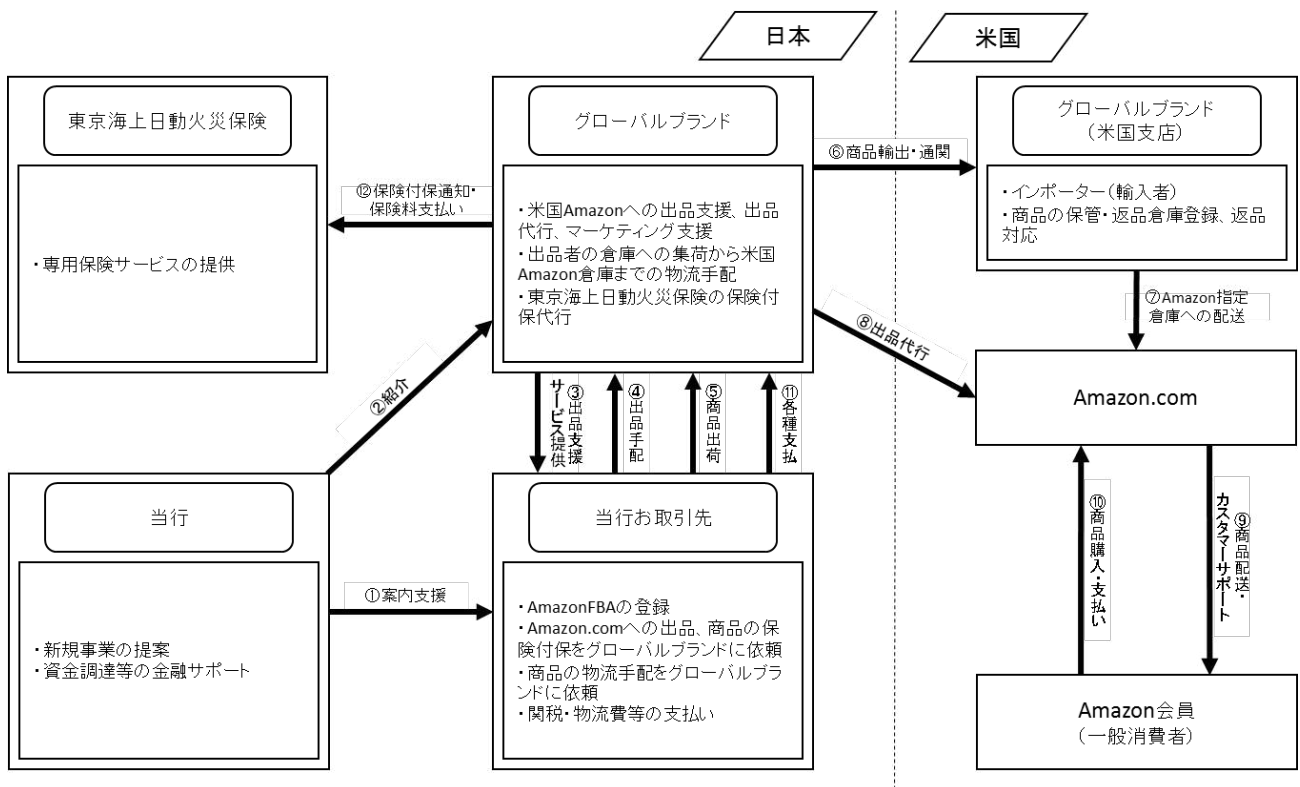 日本
米国
東京海上日動火災保険
・専用保険サービスの提供
⑫保険付保通知・
保険料支払い
グローバルブランド
・米国Amazonへの出品支援、出品
代行、マーケティング支援
・出品者の倉庫への集荷から米国
Amazon倉庫までの物流手配
・東京海上日動火災保険の保険付
保代行
⑥商品輸出・通関
グローバルブランド
（米国支店）
・インポーター（輸入者）
・商品の保管・返品倉庫登録、返品
対応
⑦Amazon指定
倉庫への配送
⑧出品代行
Amazon.com
②紹介
③出品支援
サービス提供
④出品手配
⑤商品出荷
⑪各種支払
当行
・新規事業の提案
・資金調達等の金融サポート
①案内支援
当行お取引先
・AmazonFBAの登録
・Amazon.comへの出品、商品の保
険付保をグローバルブランドに依頼
・商品の物流手配をグローバルブラ
ンドに依頼
・関税・物流費等の支払い
⑩商品購入・支払い
⑨商品配送・
カスタマーサポート
Amazon会員
（一般消費者）